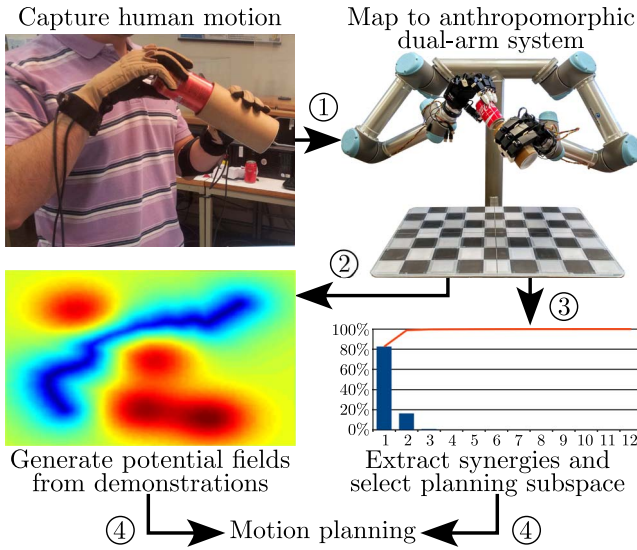 Capture human motion
Map to anthropomorphic
dual-arm system
①
②
③
100%
80%
60%
40%
20%
0%
1 2 3 4 5 6 7 8 9 10 11 12
Generate potential fields
from demonstrations
Extract synergies and
select planning subspace
④ Motion planning ④